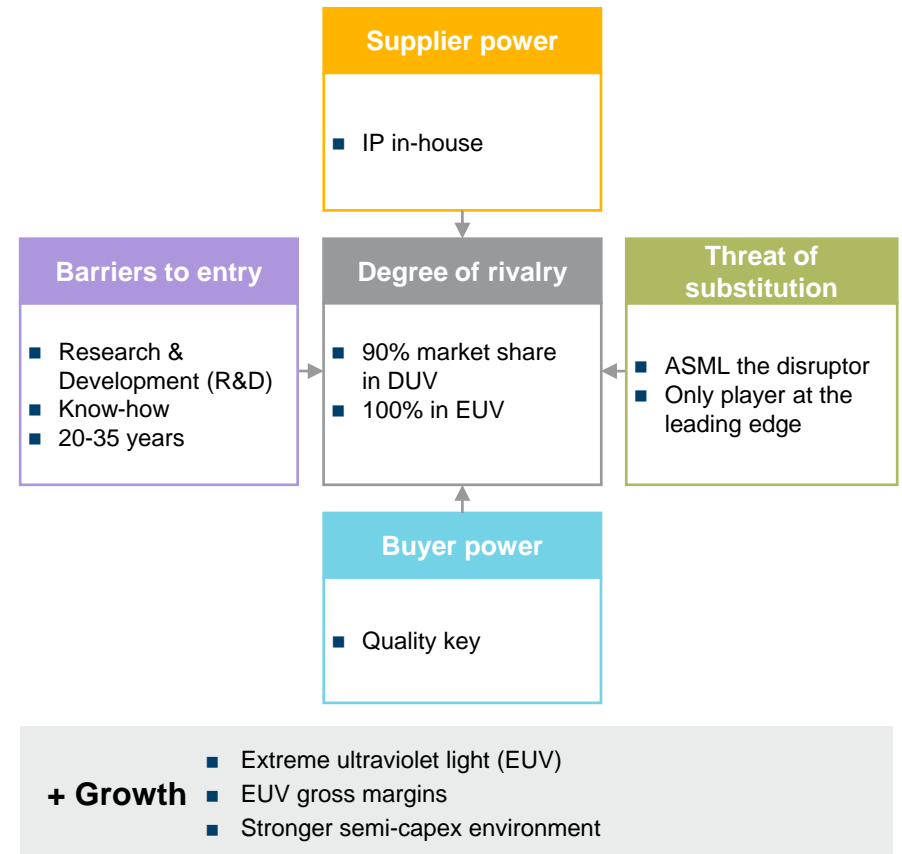 Supplier power
IP in-house
Barriers to entry
Research &
Development (R&D)
Know-how
20-35 years
Degree of rivalry
90% market share
in DUV
100% in EUV
Threat of
substitution
ASML the disruptor
Only player at the
leading edge
Buyer power
Quality key
+ Growth
Extreme ultraviolet light (EUV)
EUV gross margins
Stronger semi-capex environment